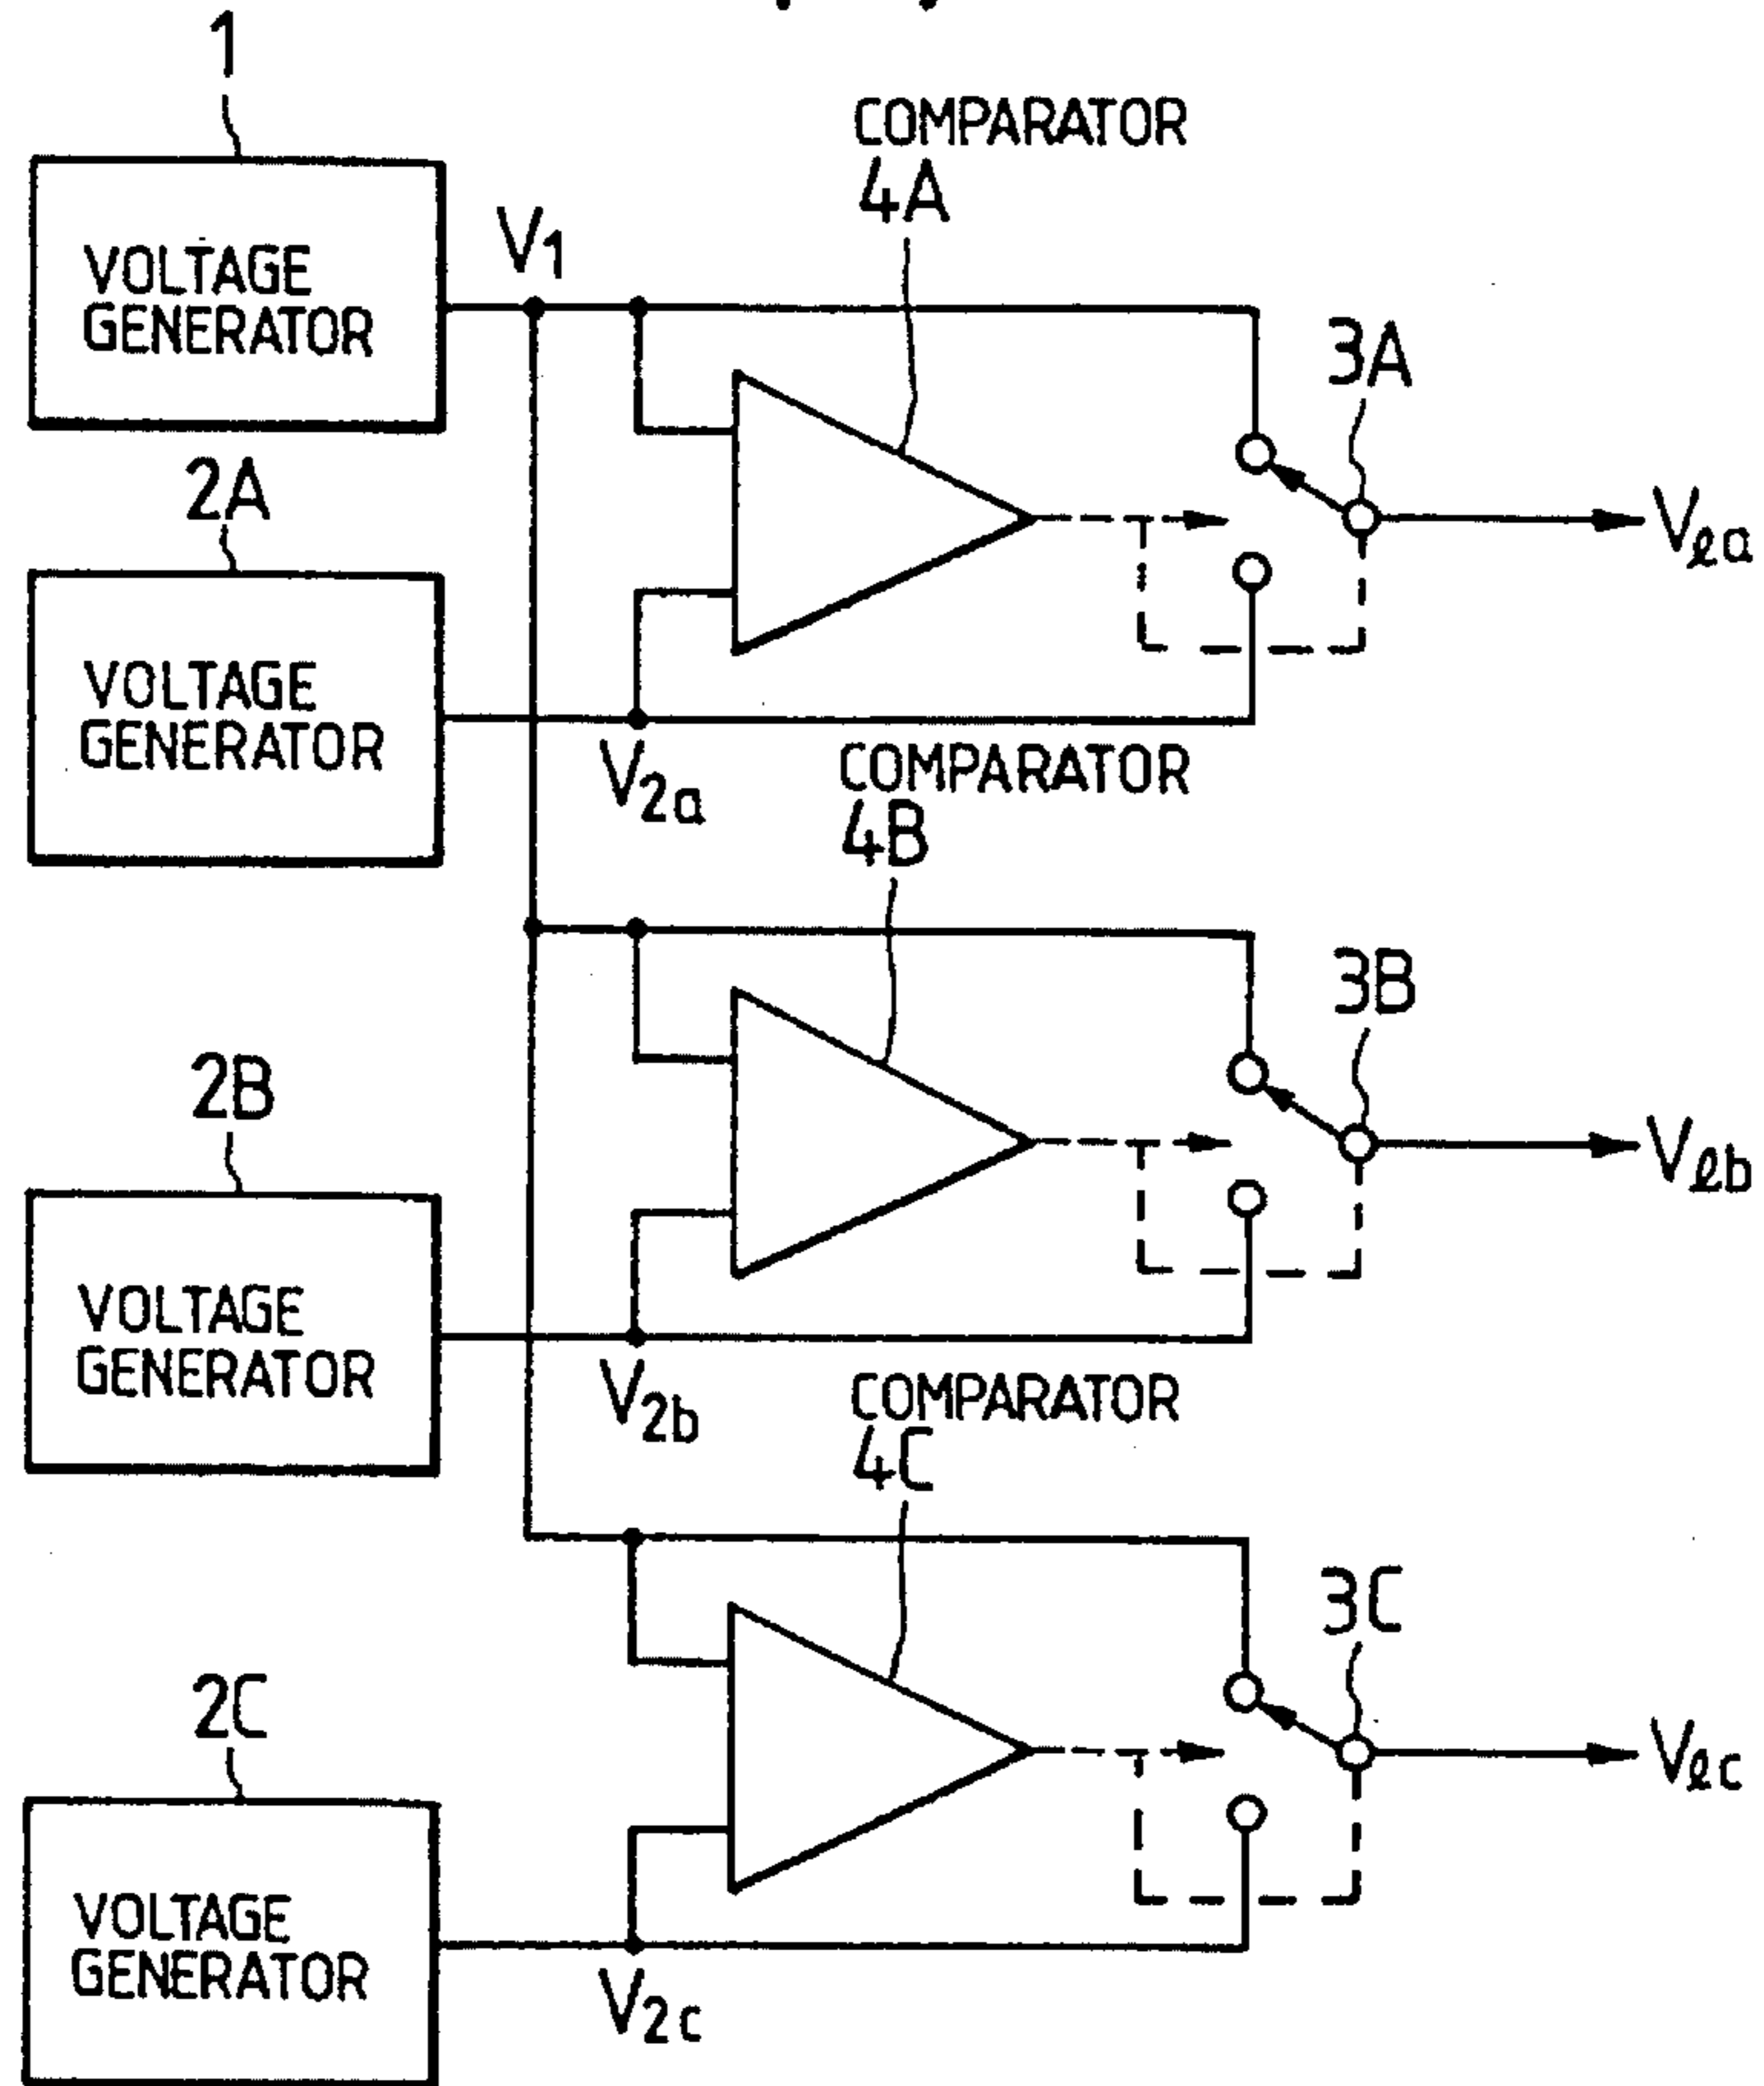 1
COMPARATOR
4A
VOLTAGE
GENERATOR
V1
3A
Vℓa
2A
VOLTAGE
GENERATOR
V2a
COMPARATOR
4B
3B
Vℓb
2B
VOLTAGE
GENERATOR
V2b
COMPARATOR
4C
3C
Vℓc
2C
VOLTAGE
GENERATOR
V2c